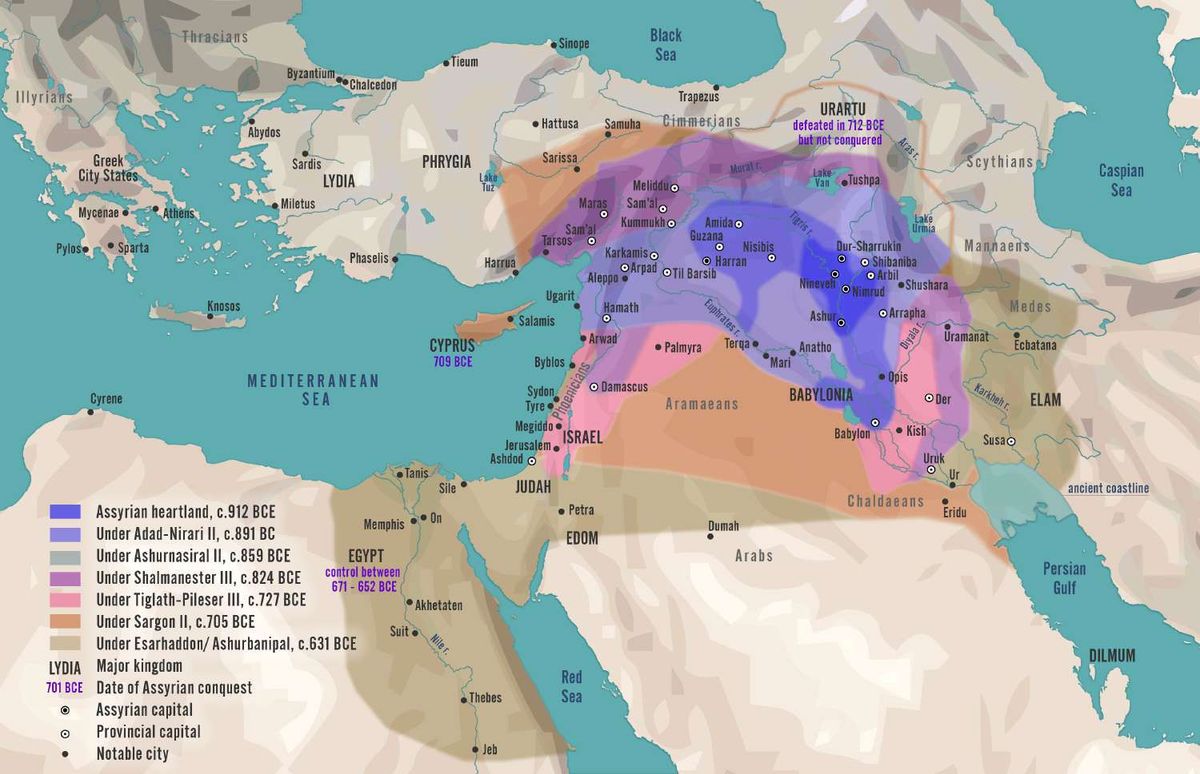 Thracians
Illyrians
Byzantium
Chalcedon
Tieum
Sinope
Black
Sea
Trapezus
Cimmerians
URARTU
defeated in 712 BCE
but not conquered
Aras r.
Scythians
Caspian
Sea
Abydos
Sardis
LYDIA
Miletus
PHRYGIA
Hattusa
Samuha
Sarissa
Lake
Tuz
Greek
City States
Mycenae
Athens
Pylos
Sparta
Phaselis
Knosos
Harrua
Tarsos
Maras
Sam'al
Meliddu
Sam'al
Kummukh
Murat r.
Lake
Van
Tushpa
Lake
Urmia
Mannaens
Amida
Guzana
Harran
Nisibis
Tigris r.
Dur-Sharrukin
Shibaniba
Arbil
Nineveh
Nimrud
Shushara
Ashur
Arrapha
Karkamis
Arpad
Til Barsib
Aleppo
Ugarit
Hamath
Euphrates r.
Salamis
CYPRUS
709 BCE
Arwad
Byblos
Phoenicians
Palmyra
Terqa
Mari
Anatho
Diyala r.
Uramanat
Medes
Ecbatana
Opis
MEDITERRANEAN
SEA
Damascus
Aramaeans
BABYLONIA
Der
Karkheh r.
ELAM
Cyrene
Sydon
Tyre
Megiddo
ISRAEL
Jerusalem
Ashdod
Babylon
Kish
Susa
Uruk
Ur
Tanis
Sile
JUDAH
Chaldaeans
Eridu
ancient coastline
Memphis
On
Petra
EDOM
Dumah
Arabs
EGYPT
control between
671 - 652 BCE
Persian
Gulf
Akhetaten
Suit
Nile r.
DILMUM
Red
Sea
Thebes
Jeb
Assyrian heartland, c.912 BCE
Under Adad-Nirari II, c.891 BC
Under Ashurnasiral II, c.859 BCE
Under Shalmanester III, c.824 BCE
Under Tiglath-Pileser III, c.727 BCE
Under Sargon II, c.705 BCE
Under Esarhaddon/ Ashurbanipal, c.631 BCE
LYDIA Major kingdom
701 BCE Date of Assyrian conquest
Assyrian capital
Provincial capital
Notable city